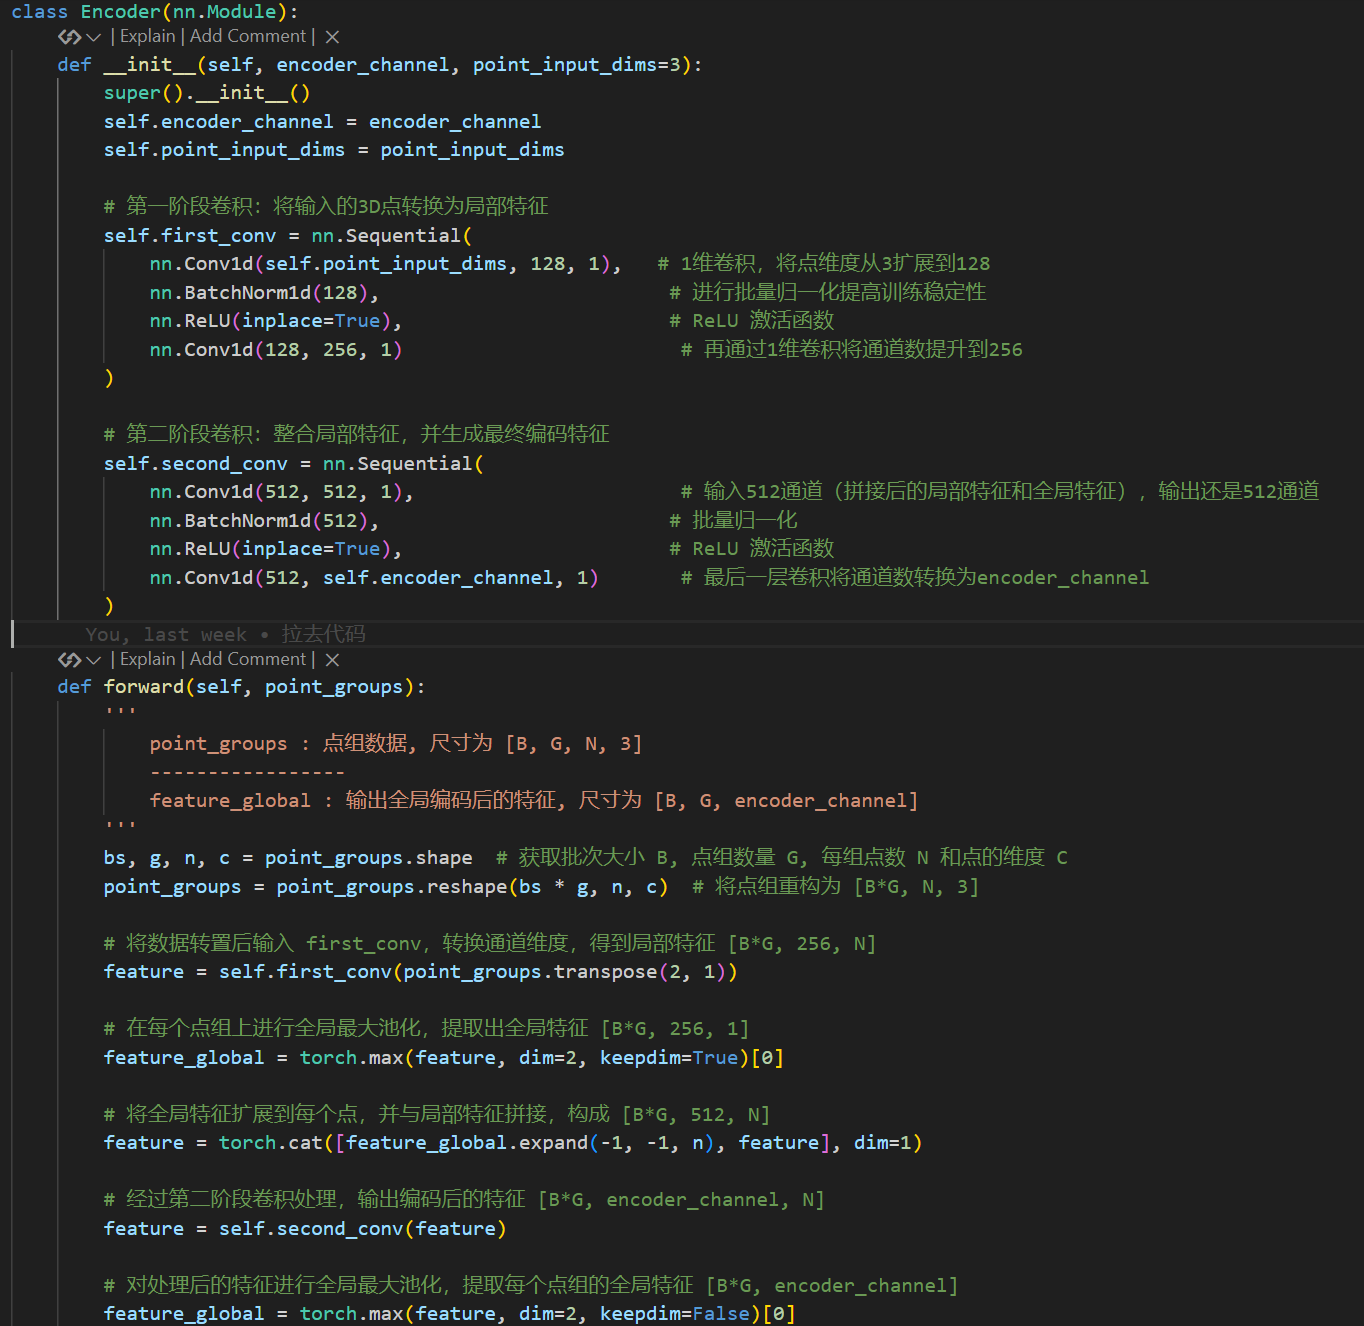 class Encoder(nn.Module):
| Explain | Add Comment | ×
def __init__(self, encoder_channel, point_input_dims=3):
super().__init__()
self.encoder_channel = encoder_channel
self.point_input_dims = point_input_dims
# 第一阶段卷积：将输入的3D点转换为局部特征
self.first_conv = nn.Sequential(
nn.Conv1d(self.point_input_dims, 128, 1),   # 1维卷积，将点维度从3扩展到128
nn.BatchNorm1d(128),   # 进行批量归一化提高训练稳定性
nn.ReLU(inplace=True),   # ReLU 激活函数
nn.Conv1d(128, 256, 1)   # 再通过1维卷积将通道数提升到256
)
# 第二阶段卷积：整合局部特征，并生成最终编码特征
self.second_conv = nn.Sequential(
nn.Conv1d(512, 512, 1),   # 输入512通道（拼接后的局部特征和全局特征），输出还是512通道
nn.BatchNorm1d(512),   # 批量归一化
nn.ReLU(inplace=True),   # ReLU 激活函数
nn.Conv1d(512, self.encoder_channel, 1)   # 最后一层卷积将通道数转换为encoder_channel
)
You, last week • 拉去代码
| Explain | Add Comment | ×
def forward(self, point_groups):
'''
point_groups : 点组数据, 尺寸为 [B, G, N, 3]
-----------------
feature_global : 输出全局编码后的特征, 尺寸为 [B, G, encoder_channel]
'''
bs, g, n, c = point_groups.shape  # 获取批次大小 B, 点组数量 G, 每组点数 N 和点的维度 C
point_groups = point_groups.reshape(bs * g, n, c)  # 将点组重构为 [B*G, N, 3]
# 将数据转置后输入 first_conv，转换通道维度，得到局部特征 [B*G, 256, N]
feature = self.first_conv(point_groups.transpose(2, 1))
# 在每个点组上进行全局最大池化，提取出全局特征 [B*G, 256, 1]
feature_global = torch.max(feature, dim=2, keepdim=True)[0]
# 将全局特征扩展到每个点，并与局部特征拼接，构成 [B*G, 512, N]
feature = torch.cat([feature_global.expand(-1, -1, n), feature], dim=1)
# 经过第二阶段卷积处理，输出编码后的特征 [B*G, encoder_channel, N]
feature = self.second_conv(feature)
# 对处理后的特征进行全局最大池化，提取每个点组的全局特征 [B*G, encoder_channel]
feature_global = torch.max(feature, dim=2, keepdim=False)[0]